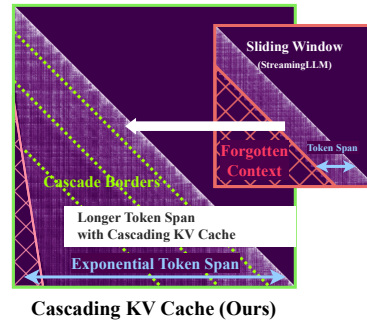 Sliding Window
(StreamingLLM)
Token Span
Forgotten
Context
Cascade Borders
Longer Token Span
with Cascading KV Cache
Exponential Token Span
Cascading KV Cache (Ours)